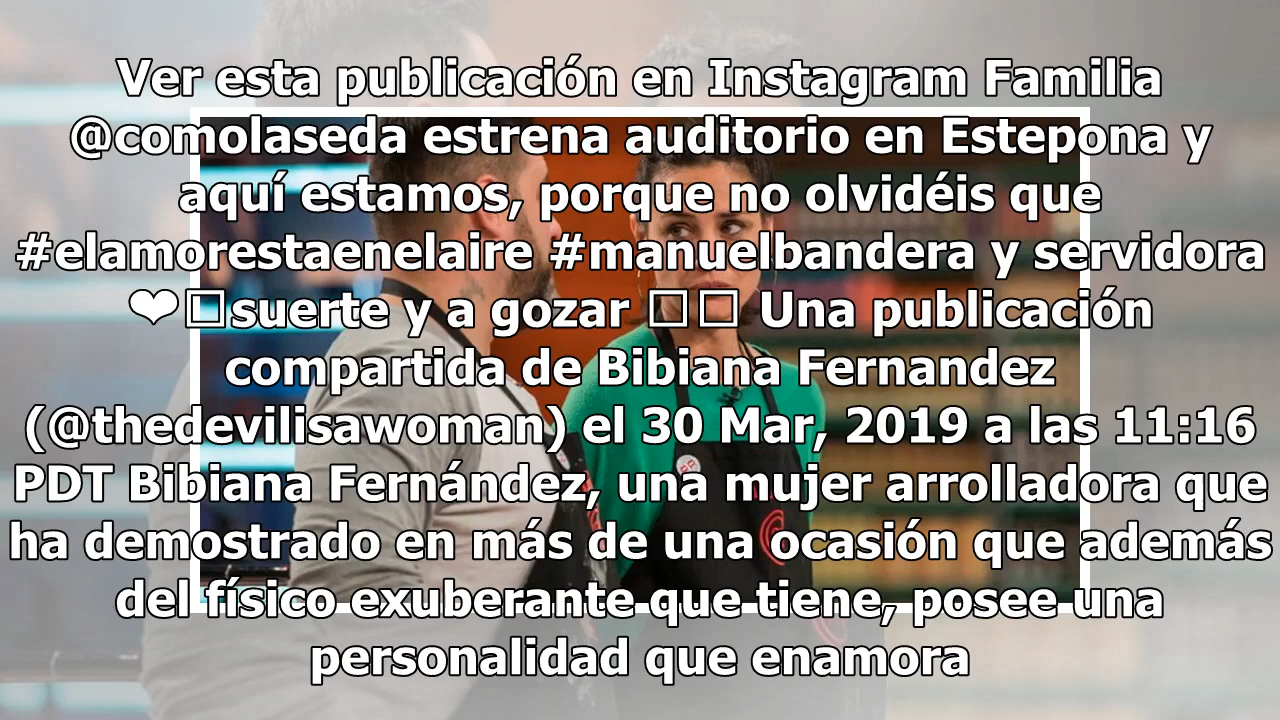 Ver esta publicación en Instagram Familia
@comolaseda estrena auditorio en Estepona y
aquí estamos, porque no olvidéis que
#elamorestaenelaire #manuelbandera y servidora
❤□suerte y a gozar □□ Una publicación
compartida de Bibiana Fernandez
(@thedevilisawoman) el 30 Mar, 2019 a las 11:16
PDT Bibiana Fernández, una mujer arrolladora que
ha demostrado en más de una ocasión que además
del físico exuberante que tiene, posee una
personalidad que enamora